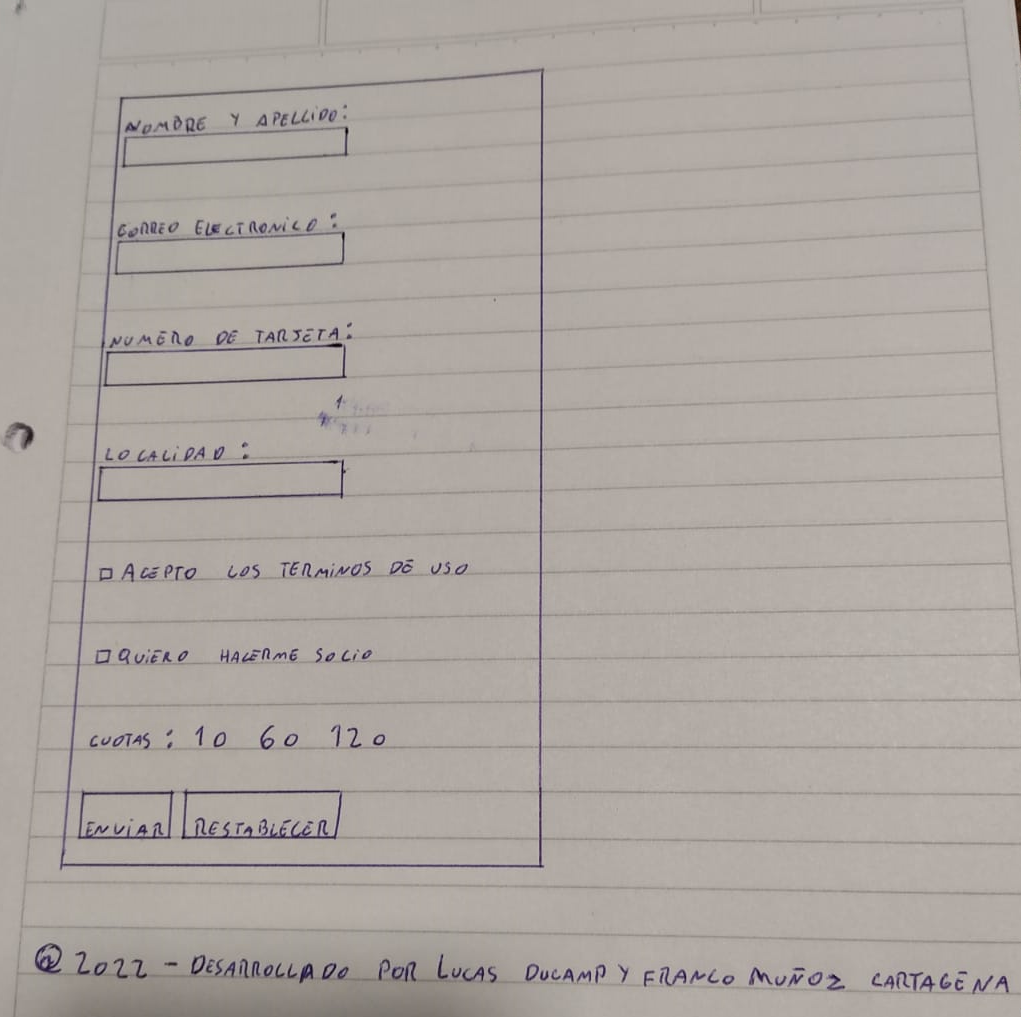 NOMBRE Y APELLIDO:
CORREO ELECTRONICO:
NUMERO DE TARJETA:
LOCALIDAD:
ACEPTO LOS TERMINOS DE USO
QUIERO HACERME SOCIO
CUOTAS: 10 60 120
ENVIAR RESTABLECER
@ 2022 - DESARROLLADO POR LUCAS DUCAMP Y FRANCO MUÑOZ CARTAGENA